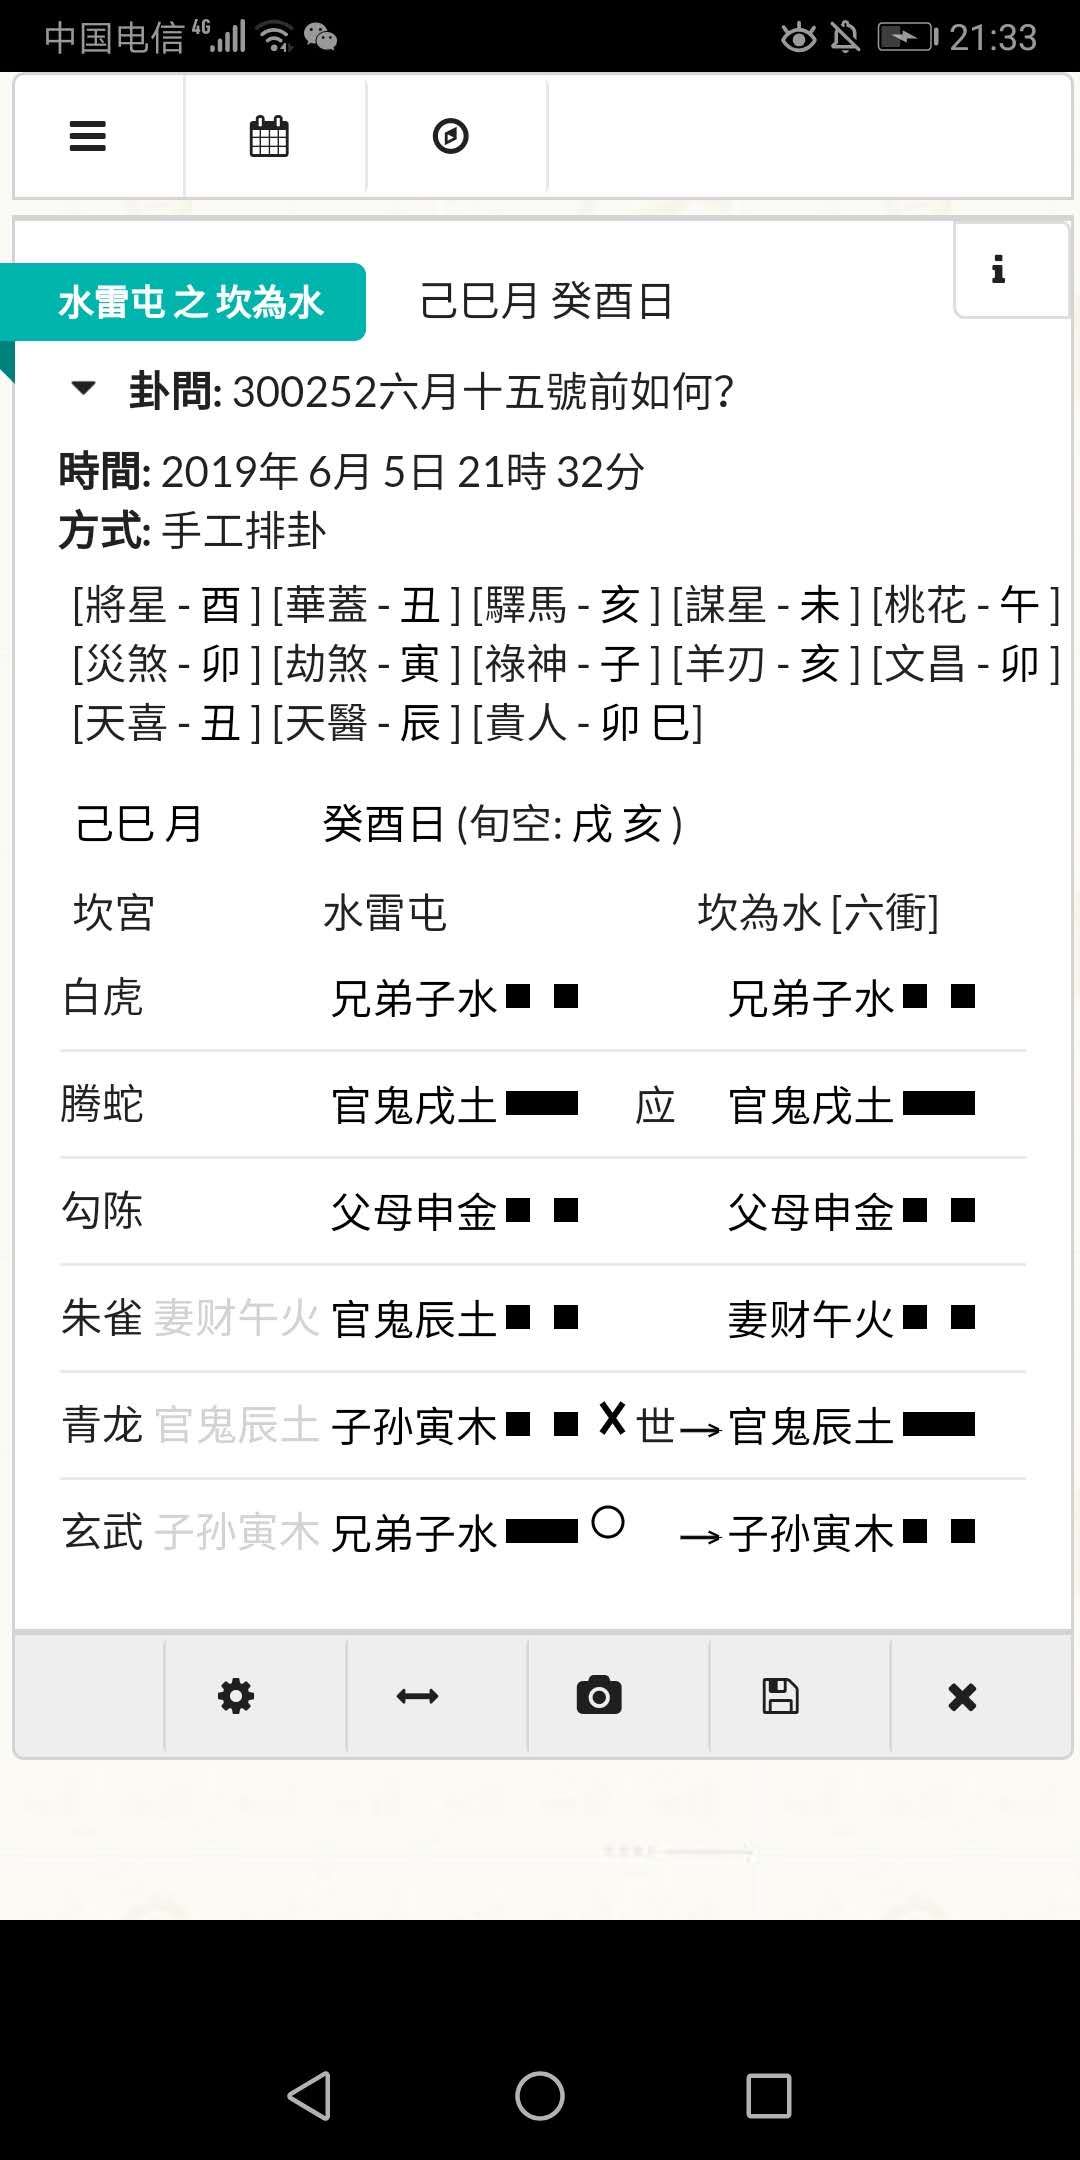 中国电信 4G 21:33
水雷屯 之 坎為水 己巳月 癸酉日
卦問: 300252六月十五號前如何?
時間: 2019年 6月 5日 21時 32分
方式: 手工排卦
[將星 - 酉 ] [華蓋 - 丑 ] [驛馬 - 亥 ] [謀星 - 未 ] [桃花 - 午 ]
[災煞 - 卯 ] [劫煞 - 寅 ] [祿神 - 子 ] [羊刃 - 亥 ] [文昌 - 卯 ]
[天喜 - 丑 ] [天醫 - 辰 ] [貴人 - 卯 巳]
己巳 月 癸酉日 (旬空: 戌 亥 )
坎宮 水雷屯 坎為水 [六衝]
白虎 兄弟子水 兄弟子水
腾蛇 官鬼戌土 应 官鬼戌土
勾陈 父母申金 父母申金
朱雀 妻财午火 官鬼辰土 妻财午火
青龙 官鬼辰土 子孙寅木 X 世→ 官鬼辰土
玄武 子孙寅木 兄弟子水 ○ → 子孙寅木